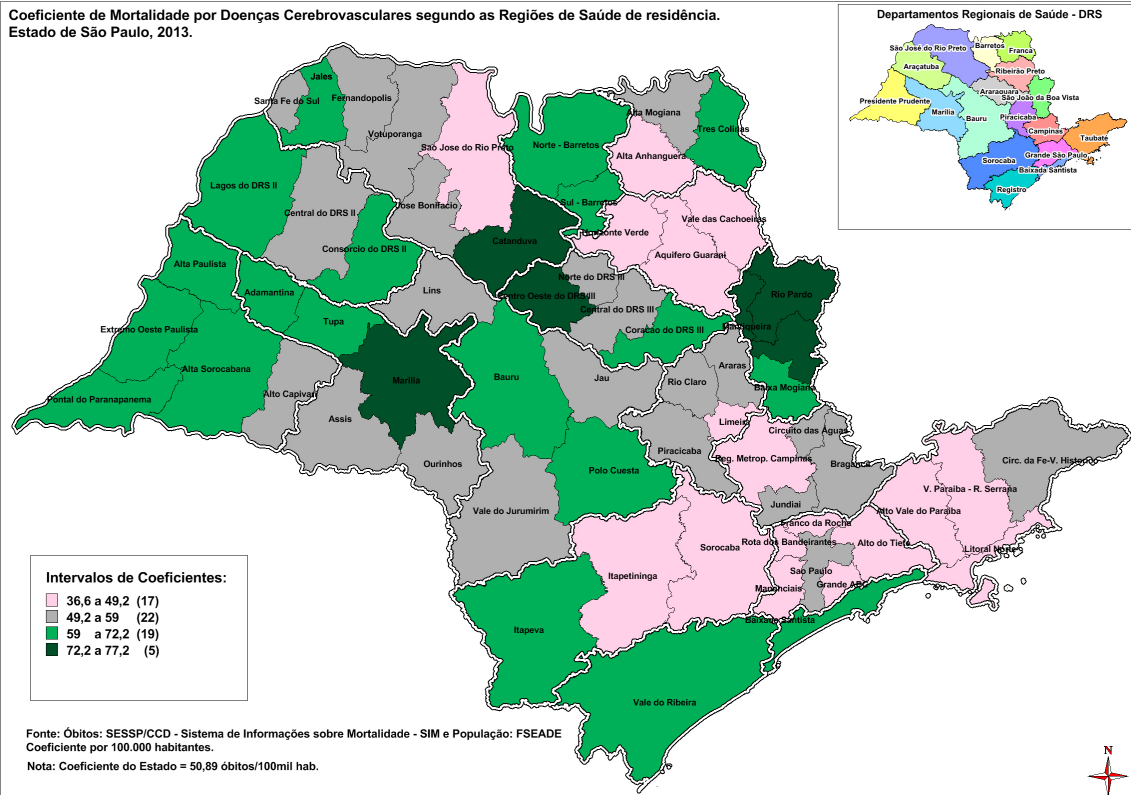 Coeficiente de Mortalidade por Doenças Cerebrovasculares segundo as Regiões de Saúde de residência.
Estado de São Paulo, 2013.
Departamentos Regionais de Saúde - DRS
São José do Rio Preto
Barretos
Franca
Araçatuba
Ribeirão Preto
Araraquara
São João da Boa Vista
Presidente Prudente
Marília
Bauru
Piracicaba
Campinas
Taubaté
Grande São Paulo
Sorocaba
Baixada Santista
Registro
Jales
Santa Fe do Sul
Fernandopolis
Votuporanga
Sao Jose do Rio Preto
Alta Mogiana
Tres Colinas
Norte - Barretos
Alta Anhanguera
Lagos do DRS II
Central do DRS II
Jose Bonifacio
Sul - Barretos
Vale das Cachoeiras
Horizonte Verde
Catanduva
Consorcio do DRS II
Aquifero Guarani
Alta Paulista
Norte do DRS III
Lins
Adamantina
Centro Oeste do DRS III
Rio Pardo
Central do DRS III
Tupa
Extremo Oeste Paulista
Coracao do DRS III
Mantiqueira
Alta Sorocabana
Araras
Marilia
Bauru
Jau
Rio Claro
Baixa Mogiana
Alto Capivari
Pontal do Paranapanema
Assis
Limeira
Circuito das Aguas
Piracicaba
Reg. Metrop. Campinas
Bragança
Circ. da Fe-V. Historico
Ourinhos
Polo Cuesta
V. Paraiba - R. Serrana
Jundiai
Vale do Jurumirim
Alto Vale do Paraiba
Franco da Rocha
Rota dos Bandeirantes
Alto do Tiete
Sorocaba
Litoral Norte
Itapetininga
Sao Paulo
Grande ABC
Mananciais
Baixada Santista
Itapeva
Vale do Ribeira
Intervalos de Coeficientes:
36,6 a 49,2 (17)
49,2 a 59 (22)
59 a 72,2 (19)
72,2 a 77,2 (5)
Fonte: Óbitos: SESSP/CCD - Sistema de Informações sobre Mortalidade - SIM e População: FSEADE
Coeficiente por 100.000 habitantes.
Nota: Coeficiente do Estado = 50,89 óbitos/100mil hab.
N